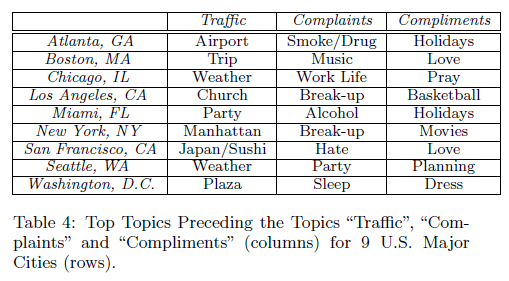 Traffic Complaints Compliments
Atlanta, GA Airport Smoke/Drug Holidays
Boston, MA Trip Music Love
Chicago, IL Weather Work Life Pray
Los Angeles, CA Church Break-up Basketball
Miami, FL Party Alcohol Holidays
New York, NY Manhattan Break-up Movies
San Francisco, CA Japan/Sushi Hate Love
Seattle, WA Weather Party Planning
Washington, D.C. Plaza Sleep Dress
Table 4: Top Topics Preceding the Topics “Traffic”, “Com-
plaints” and “Compliments” (columns) for 9 U.S. Major
Cities (rows).